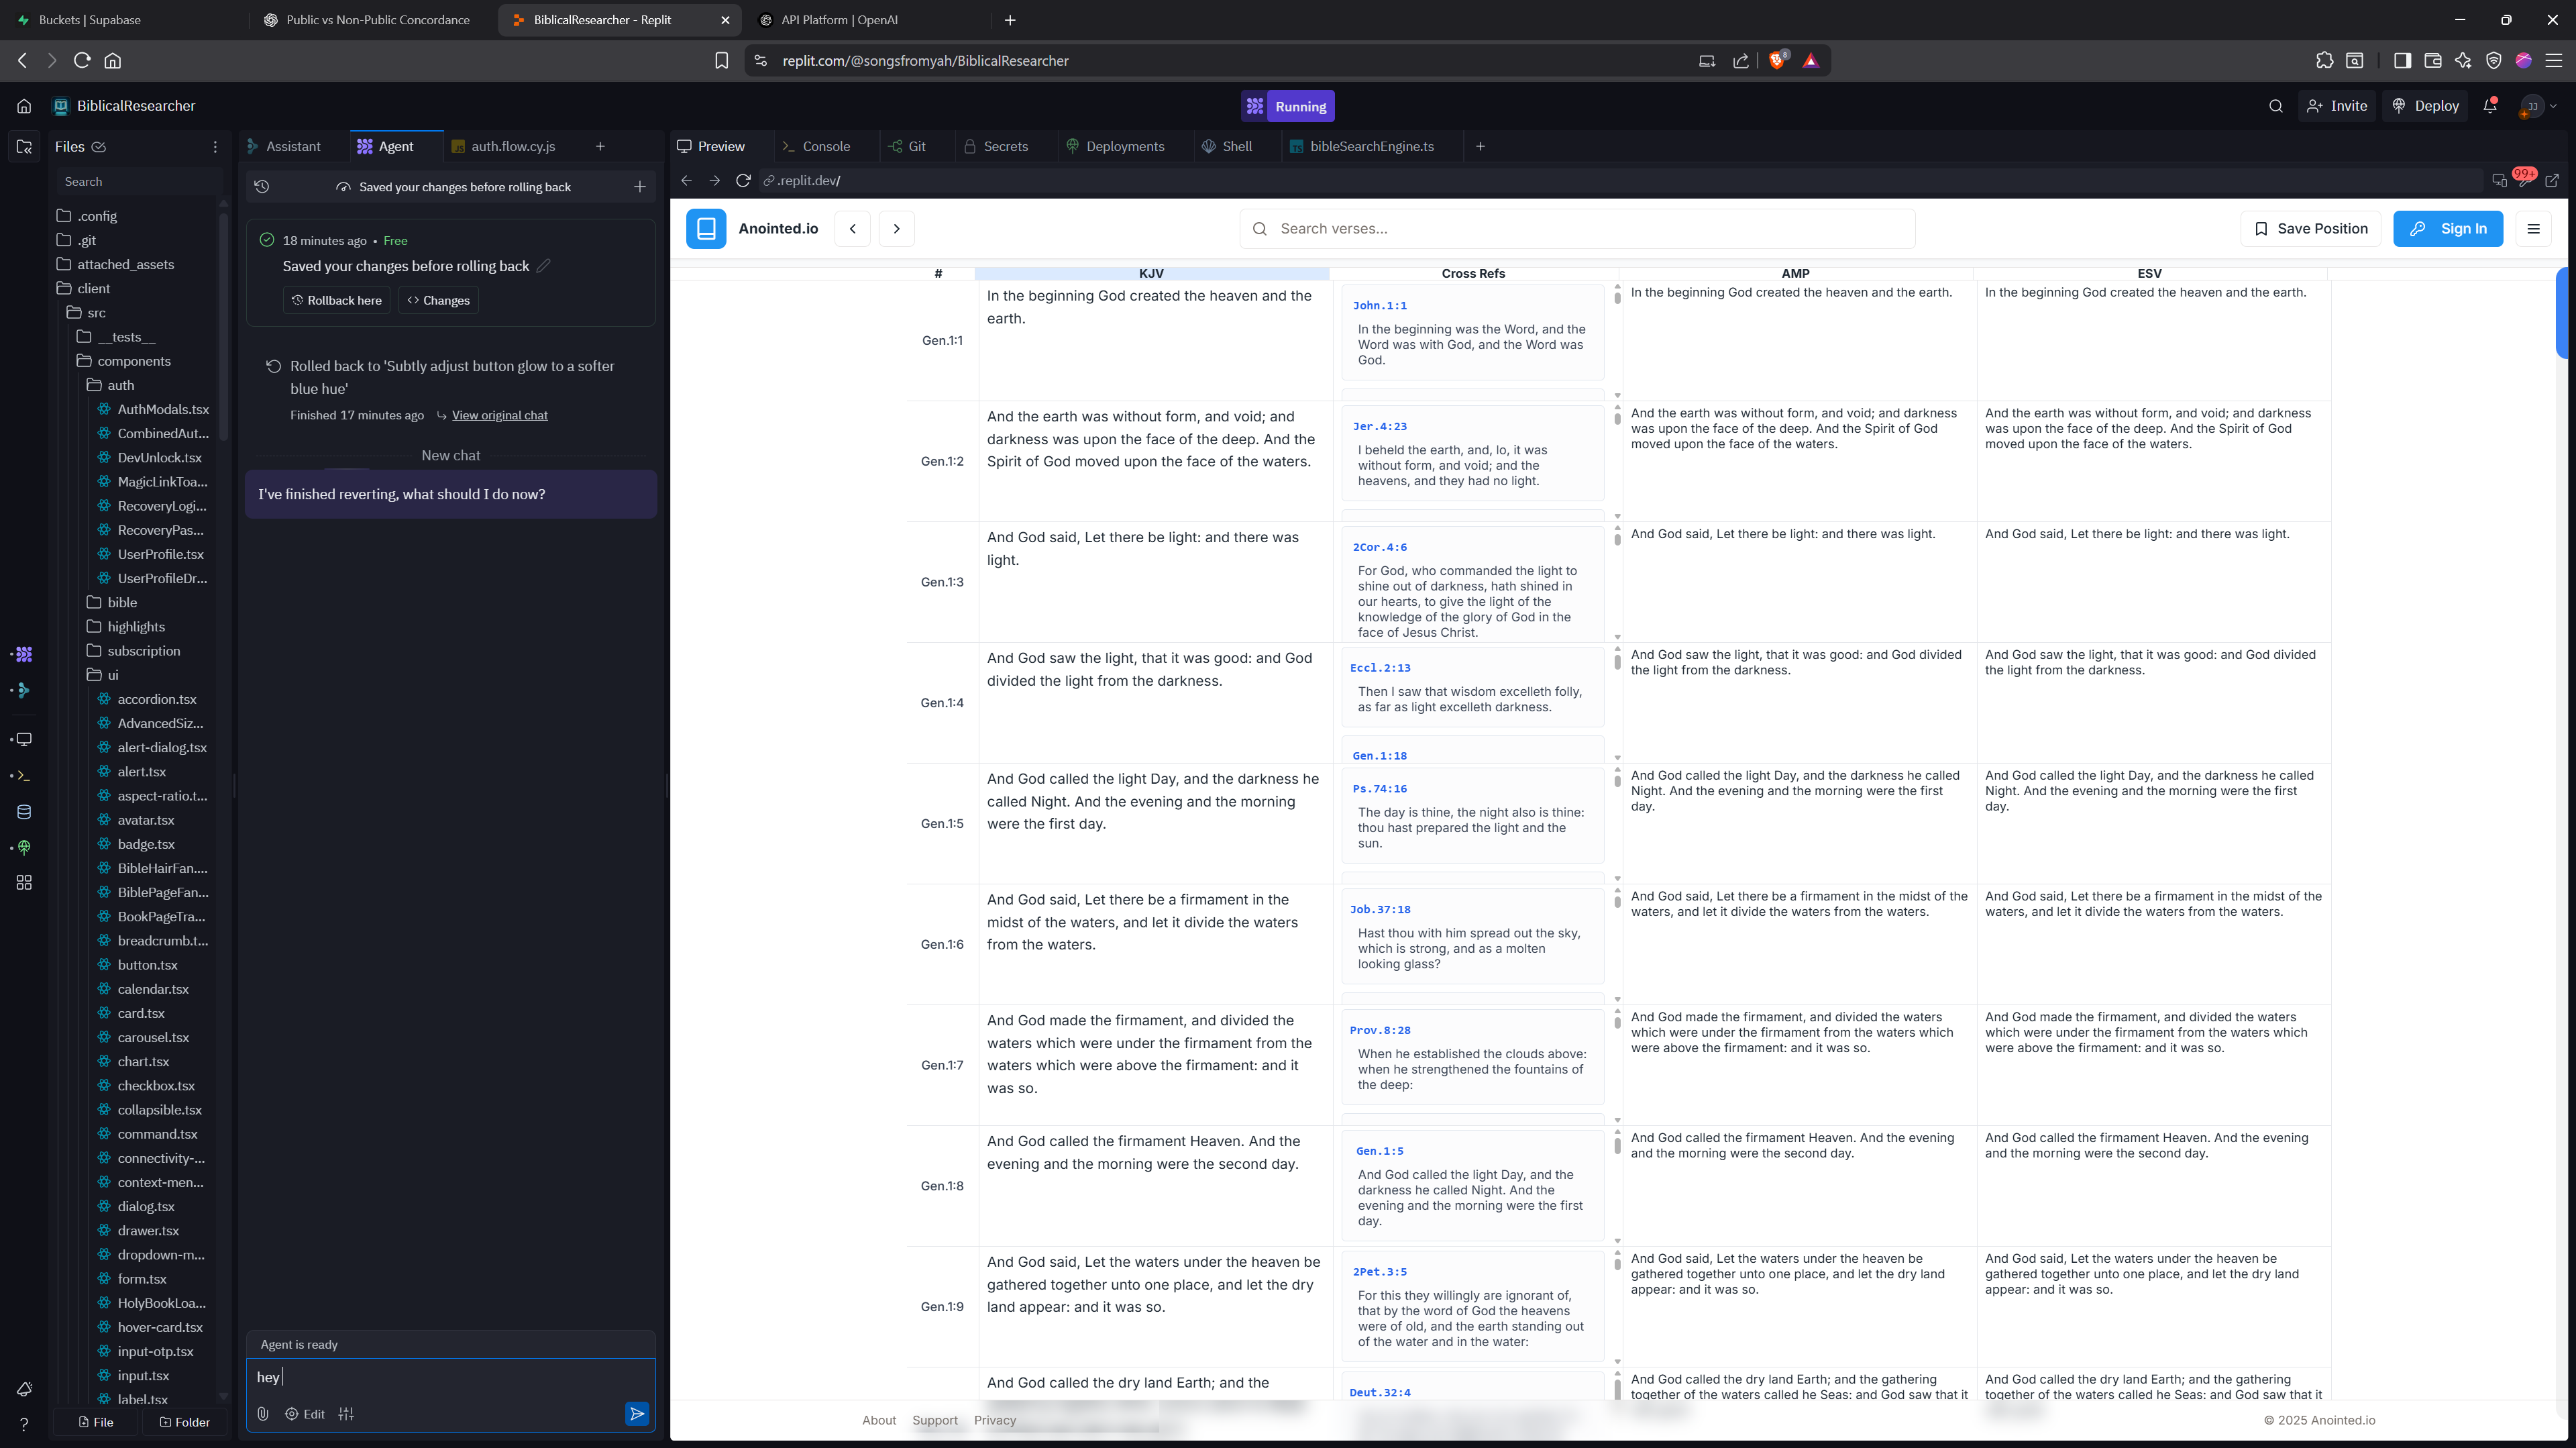 Buckets | Supabase
Public vs Non-Public Concordance
BiblicalResearcher - Replit
API Platform | OpenAI
replit.com/@songsfromyah/BiblicalResearcher
8
BiblicalResearcher
Running
Invite
Deploy
JJ
Files
Assistant
Agent
auth.flow.cy.js
Preview
Console
Git
Secrets
Deployments
Shell
bibleSearchEngine.ts
Search
.config
.git
attached_assets
client
src
__tests__
components
auth
AuthModals.tsx
CombinedAut...
DevUnlock.tsx
MagicLinkToa...
RecoveryLogi...
RecoveryPas...
UserProfile.tsx
UserProfileDr...
bible
highlights
subscription
ui
accordion.tsx
AdvancedSiz...
alert-dialog.tsx
alert.tsx
aspect-ratio.t...
avatar.tsx
badge.tsx
BibleHairFan....
BiblePageFan...
BookPageTra...
breadcrumb.t...
button.tsx
calendar.tsx
card.tsx
carousel.tsx
chart.tsx
checkbox.tsx
collapsible.tsx
command.tsx
connectivity-...
context-men...
dialog.tsx
drawer.tsx
dropdown-m...
form.tsx
HolyBookLoa...
hover-card.tsx
input-otp.tsx
input.tsx
label.tsx
File
Folder
Saved your changes before rolling back
18 minutes ago • Free
Saved your changes before rolling back
Rollback here
Changes
Rolled back to 'Subtly adjust button glow to a softer
blue hue'
Finished 17 minutes ago
View original chat
New chat
I've finished reverting, what should I do now?
Agent is ready
hey
Edit
.replit.dev/
99+
Anointed.io
Search verses...
Save Position
Sign In
# KJV Cross Refs AMP ESV
Gen.1:1
In the beginning God created the heaven and the
earth.
John.1:1
In the beginning was the Word, and the
Word was with God, and the Word was
God.
In the beginning God created the heaven and the earth.
In the beginning God created the heaven and the earth.
Gen.1:2
And the earth was without form, and void; and
darkness was upon the face of the deep. And the
Spirit of God moved upon the face of the waters.
Jer.4:23
I beheld the earth, and, lo, it was
without form, and void; and the
heavens, and they had no light.
And the earth was without form, and void; and darkness
was upon the face of the deep. And the Spirit of God
moved upon the face of the waters.
And the earth was without form, and void; and darkness
was upon the face of the deep. And the Spirit of God
moved upon the face of the waters.
Gen.1:3
And God said, Let there be light: and there was
light.
2Cor.4:6
For God, who commanded the light to
shine out of darkness, hath shined in
our hearts, to give the light of the
knowledge of the glory of God in the
face of Jesus Christ.
And God said, Let there be light: and there was light.
And God said, Let there be light: and there was light.
Gen.1:4
And God saw the light, that it was good: and God
divided the light from the darkness.
Eccl.2:13
Then I saw that wisdom excelleth folly,
as far as light excelleth darkness.
Gen.1:18
And God saw the light, that it was good: and God divided
the light from the darkness.
And God saw the light, that it was good: and God divided
the light from the darkness.
Gen.1:5
And God called the light Day, and the darkness he
called Night. And the evening and the morning
were the first day.
Ps.74:16
The day is thine, the night also is thine:
thou hast prepared the light and the
sun.
And God called the light Day, and the darkness he called
Night. And the evening and the morning were the first
day.
And God called the light Day, and the darkness he called
Night. And the evening and the morning were the first
day.
Gen.1:6
And God said, Let there be a firmament in the
midst of the waters, and let it divide the waters
from the waters.
Job.37:18
Hast thou with him spread out the sky,
which is strong, and as a molten
looking glass?
And God said, Let there be a firmament in the midst of the
waters, and let it divide the waters from the waters.
And God said, Let there be a firmament in the midst of the
waters, and let it divide the waters from the waters.
Gen.1:7
And God made the firmament, and divided the
waters which were under the firmament from the
waters which were above the firmament: and it
was so.
Prov.8:28
When he established the clouds above:
when he strengthened the fountains of
the deep:
And God made the firmament, and divided the waters
which were under the firmament from the waters which
were above the firmament: and it was so.
And God made the firmament, and divided the waters
which were under the firmament from the waters which
were above the firmament: and it was so.
Gen.1:8
And God called the firmament Heaven. And the
evening and the morning were the second day.
Gen.1:5
And God called the light Day, and the
darkness he called Night. And the
evening and the morning were the first
day.
And God called the firmament Heaven. And the evening
and the morning were the second day.
And God called the firmament Heaven. And the evening
and the morning were the second day.
Gen.1:9
And God said, Let the waters under the heaven be
gathered together unto one place, and let the dry
land appear: and it was so.
2Pet.3:5
For this they willingly are ignorant of,
that by the word of God the heavens
were of old, and the earth standing out
of the water and in the water:
And God said, Let the waters under the heaven be
gathered together unto one place, and let the dry land
appear: and it was so.
And God said, Let the waters under the heaven be
gathered together unto one place, and let the dry land
appear: and it was so.
And God called the dry land Earth; and the
Deut.32:4
And God called the dry land Earth; and the gathering
together of the waters called he Seas: and God saw that it
And God called the dry land Earth; and the gathering
together of the waters called he Seas: and God saw that it
About
Support
Privacy
© 2025 Anointed.io